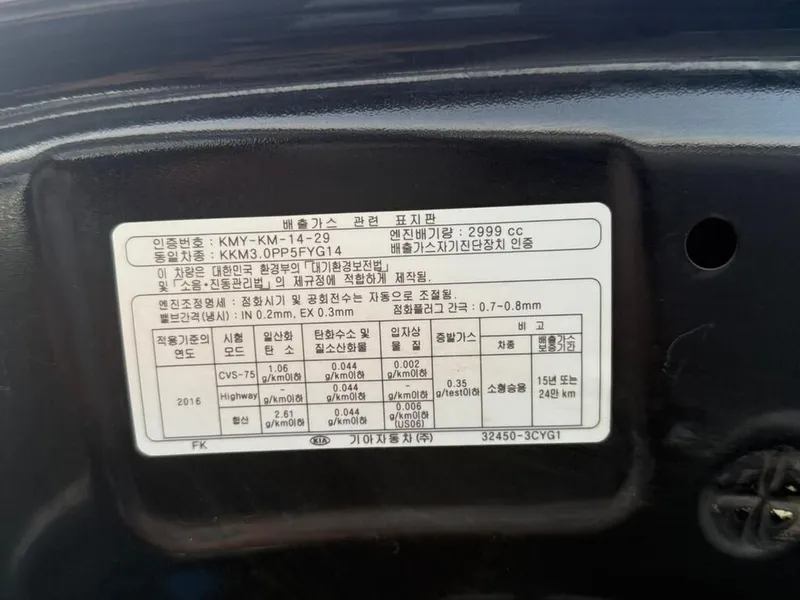 배출가스 관련 표지판
인증번호 : KMY-KM-14-29 엔진배기량 : 2999 cc
동일차종 : KKM3.0PP5FYG14 배출가스자기진단장치 인증
이 차량은 대한민국 환경부의 「대기환경보전법」
및 「소음·진동관리법」의 제규정에 적합하게 제작됨.
엔진조정명세 : 점화시기 및 공회전수는 자동으로 조절됨.
밸브간격(냉시) : IN 0.2mm, EX 0.3mm 점화플러그 간극 : 0.7-0.8mm
적용기준의 연도 시험 모드 일산화 탄 소 탄화수소 및 질소산화물 입자상 물 질 증발가스 비 고
차종 배출가스 보증기간
2016 CVS-75 1.06 g/km이하 0.044 g/km이하 0.002 g/km이하 0.35 g/test이하 소형승용 15년 또는 24만 km
Highway - g/km이하 0.044 g/km이하 - g/km이하
합산 2.61 g/km이하 0.044 g/km이하 0.006 g/km이하 (US06)
FK KIA 기아자동차(주) 32450-3CYG1